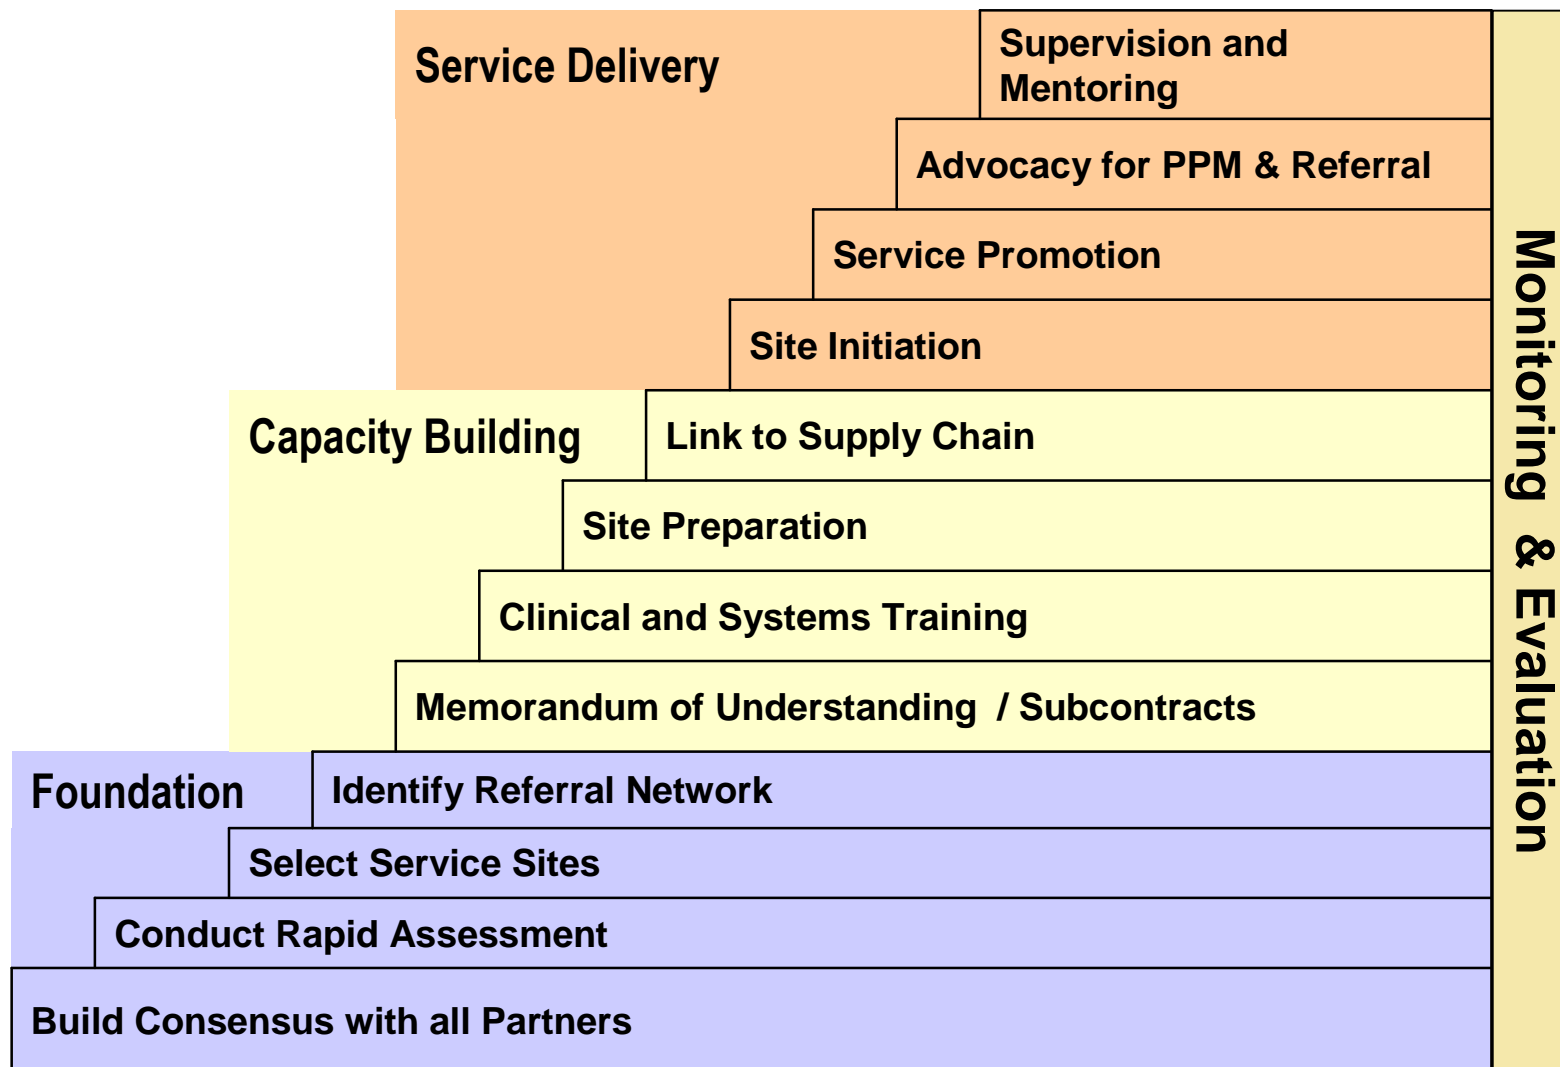 Service Delivery
Supervision and
Mentoring
Advocacy for PPM & Referral
Service Promotion
Site Initiation
Capacity Building
Link to Supply Chain
Site Preparation
Clinical and Systems Training
Memorandum of Understanding / Subcontracts
Foundation
Identify Referral Network
Select Service Sites
Conduct Rapid Assessment
Build Consensus with all Partners
Monitoring & Evaluation